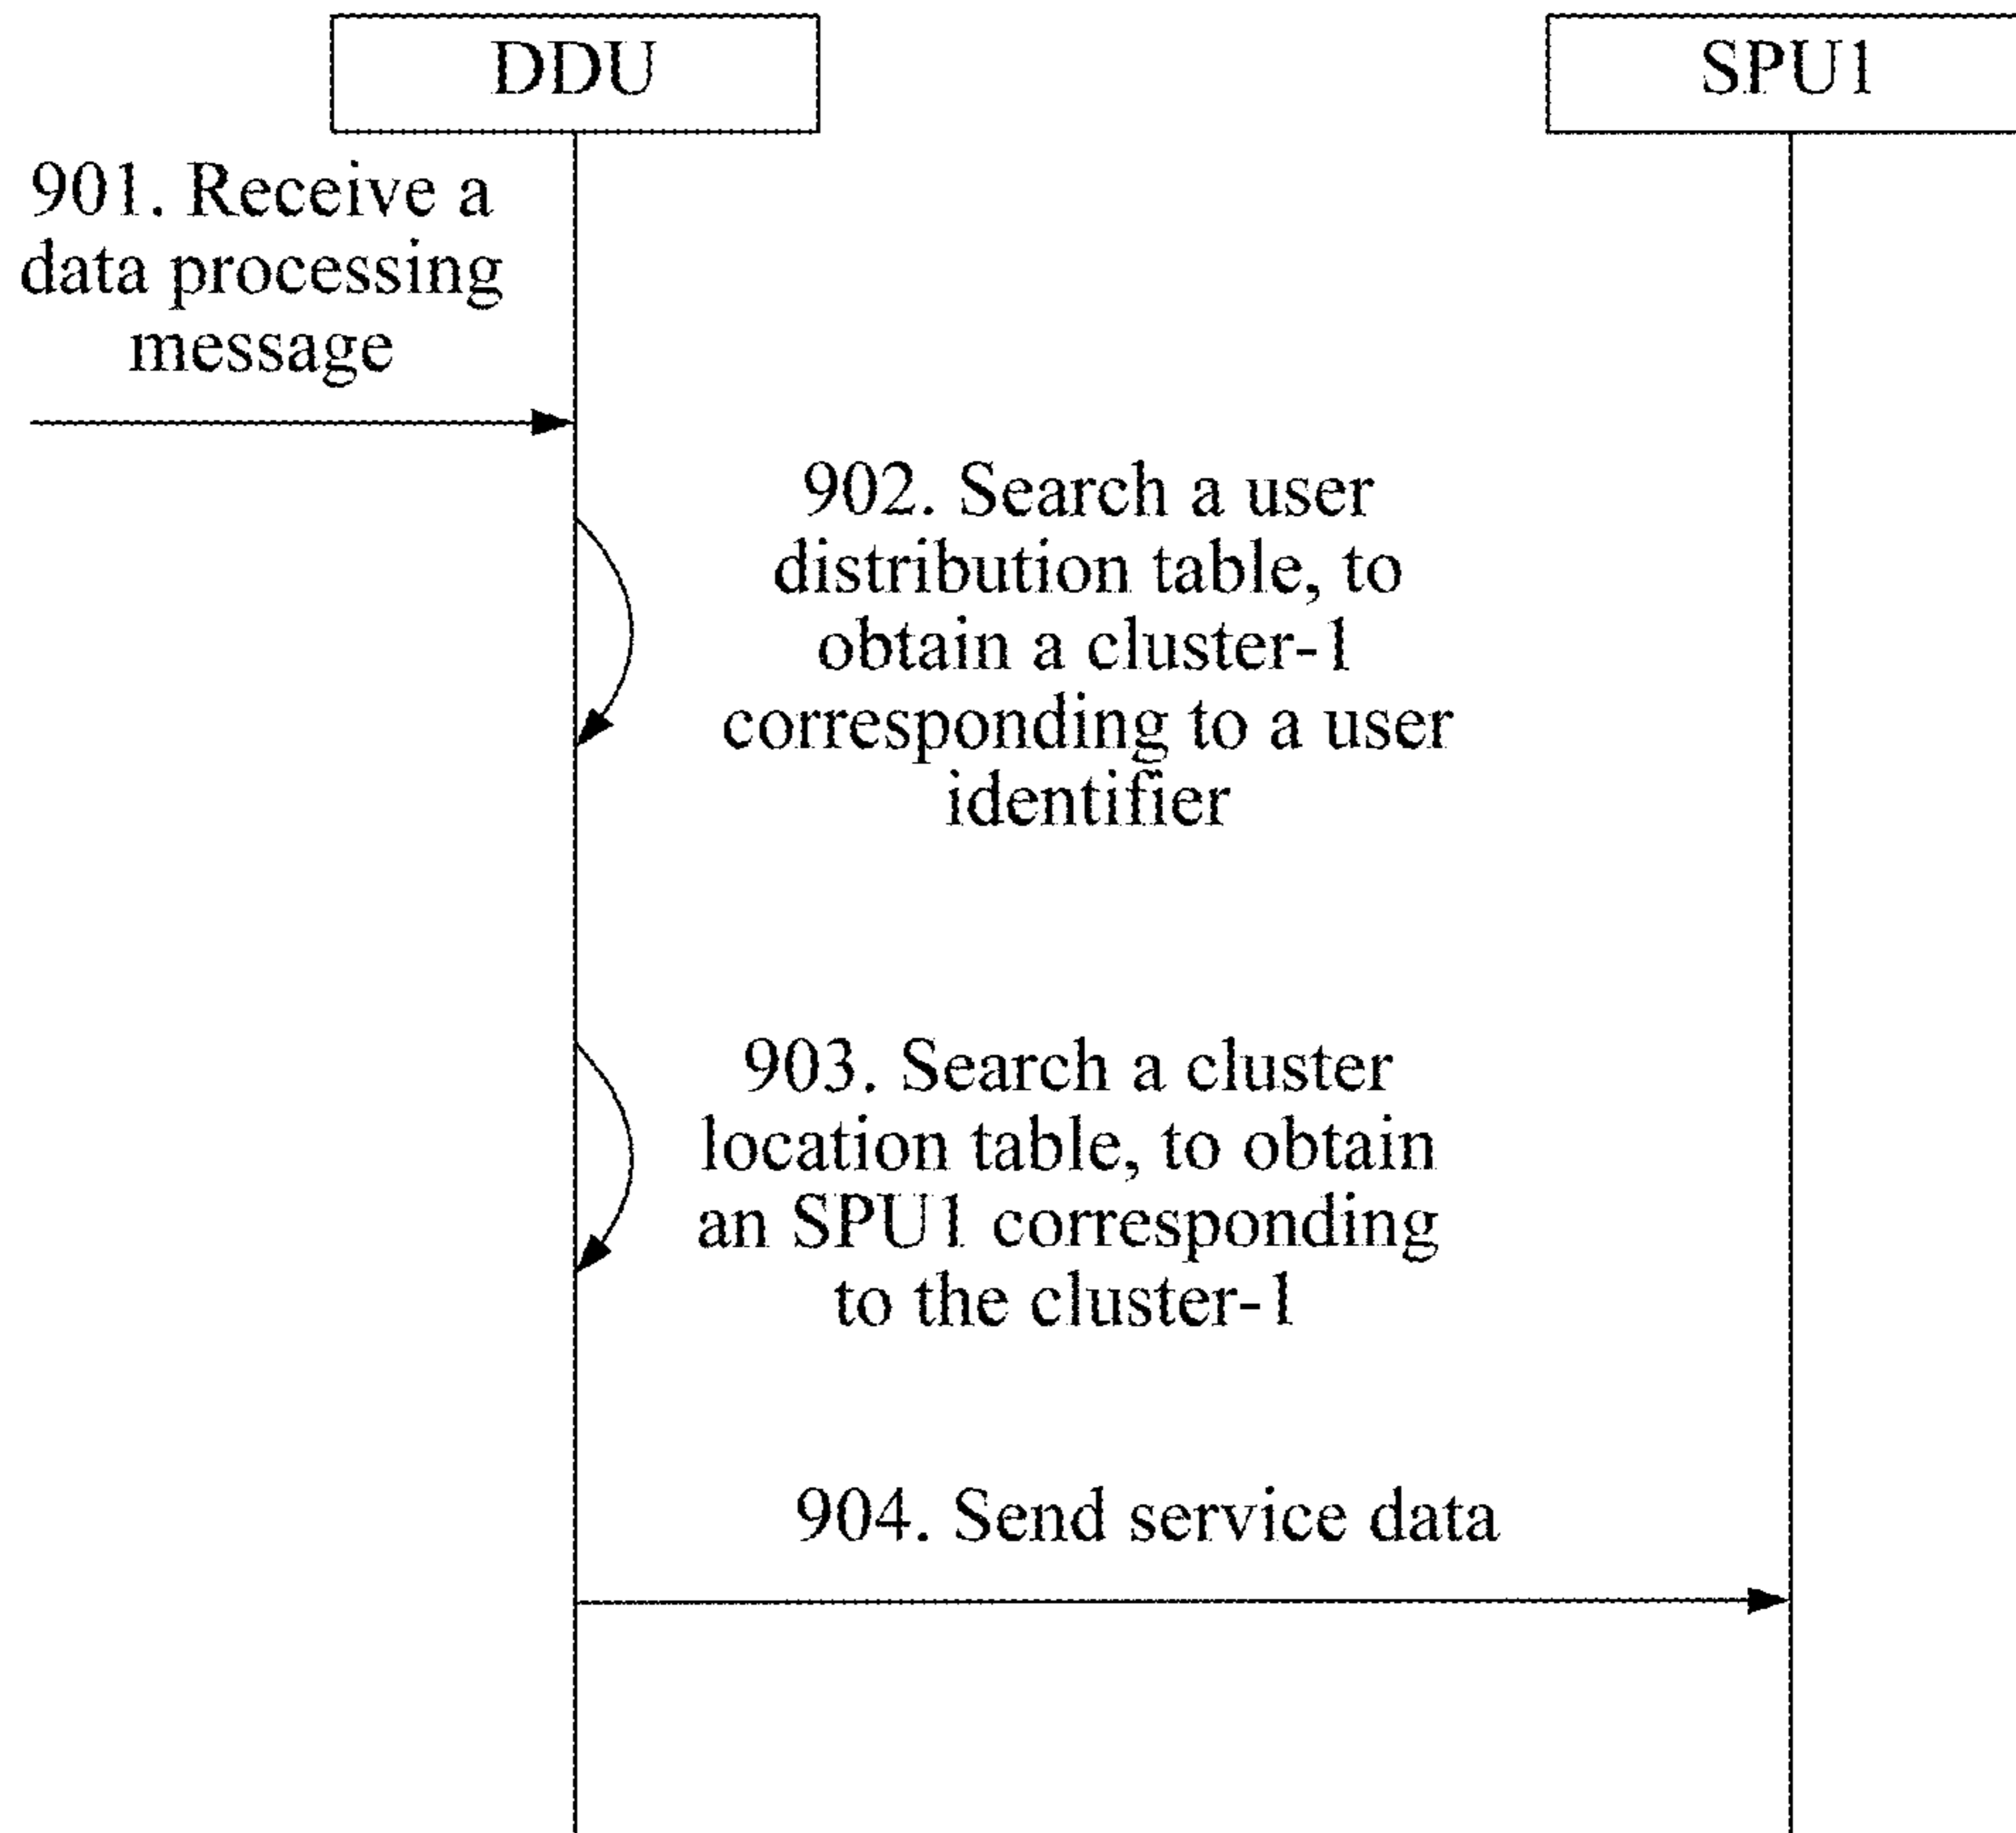 DDU
SPU1
901. Receive a
data processing
message
902. Search a user
distribution table, to
obtain a cluster-1
corresponding to a user
identifier
903. Search a cluster
location table, to obtain
an SPU1 corresponding
to the cluster-1
904. Send service data